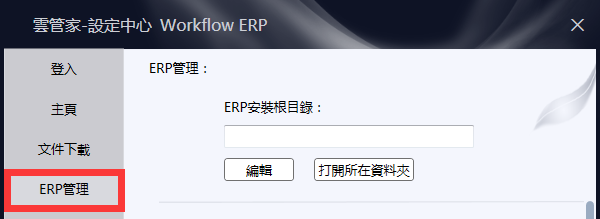 雲管家-設定中心 Workflow ERP
登入
主頁
文件下載
ERP管理
ERP管理：
ERP安裝根目錄：
編輯
打開所在資料夾